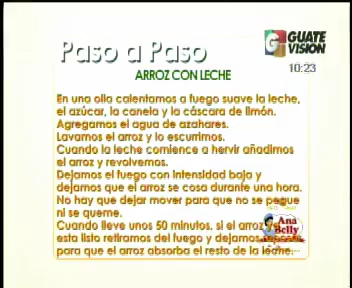 Paso a Paso
GUATE
VISION
ARROZ CON LECHE
10:23
En una olla calentamos a fuego suave la leche,
el azúcar, la canela y la cáscara de limón.
Agregamos el agua de azahares.
Lavamos el arroz y lo escurrimos.
Cuando la leche comience a hervir añadimos
el arroz y revolvemos.
Dejamos el fuego con intensidad baja y
dejamos que el arroz se cosa durante una hora.
No hay que dejar mover para que no se pegue
ni se queme.
Cuando lleve unos 50 minutos, si el arroz
esta listo retiramos del fuego y dejamos
para que el arroz absorba el resto de la leche.
Ana
Belly